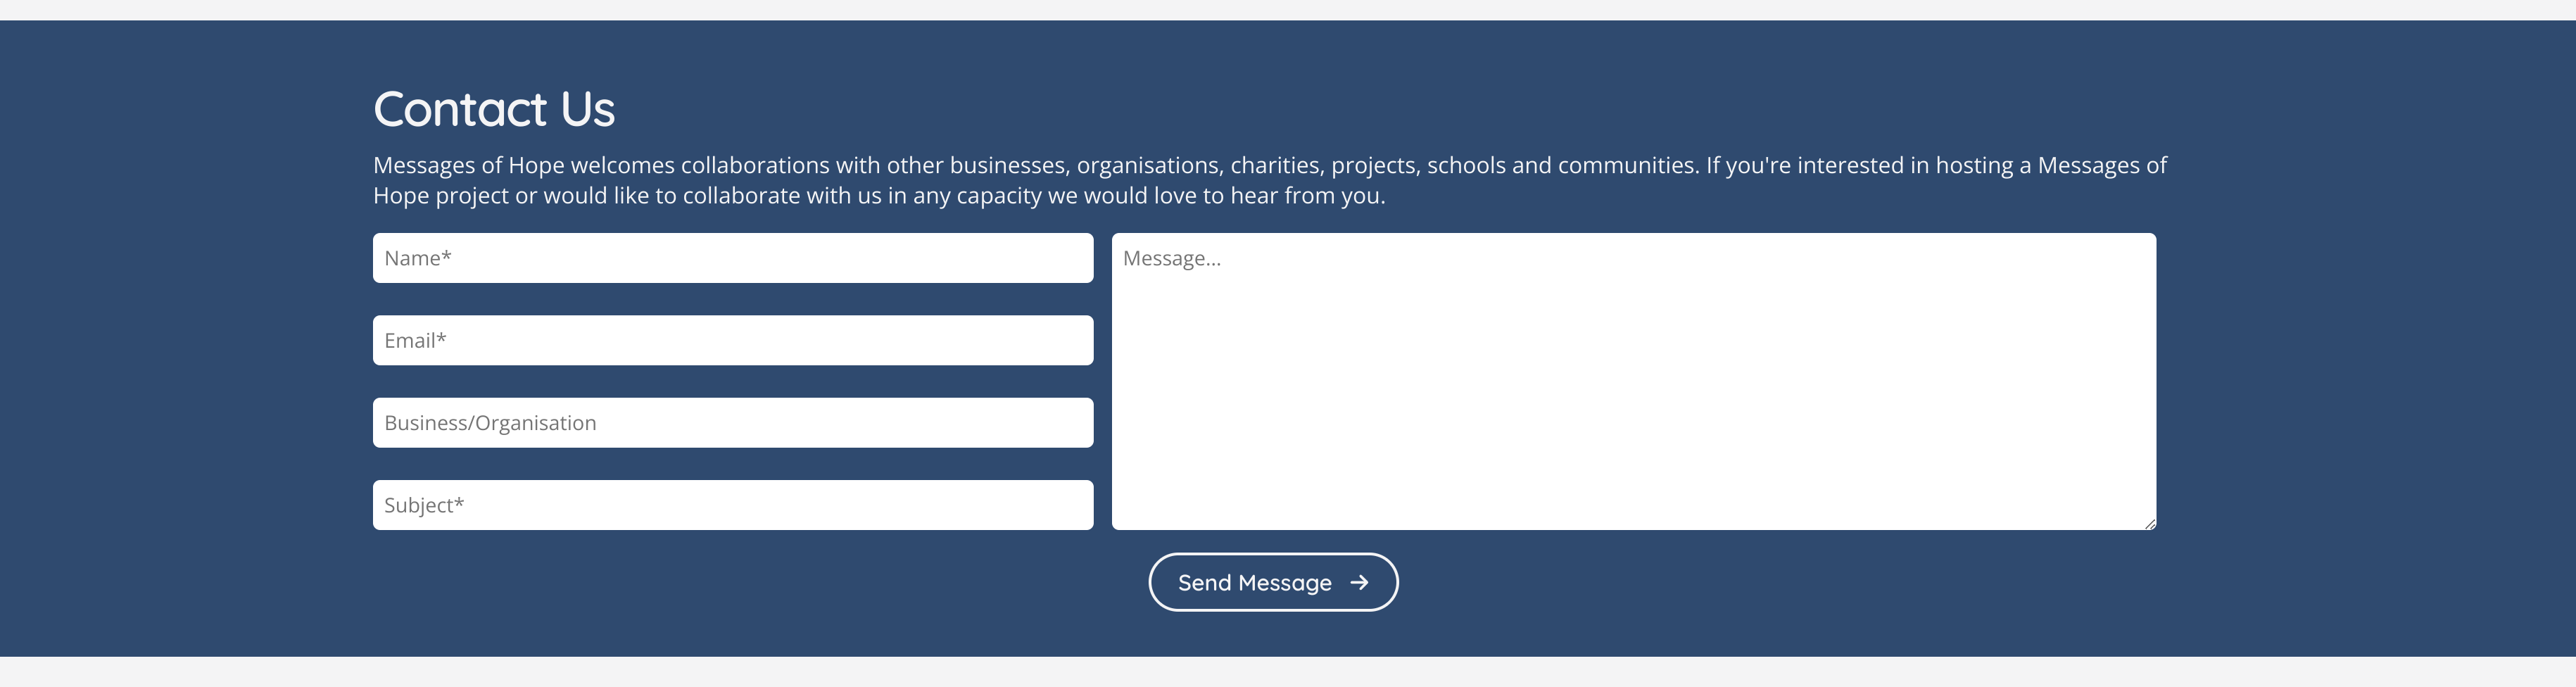 Contact Us
Messages of Hope welcomes collaborations with other businesses, organisations, charities, projects, schools and communities. If you're interested in hosting a Messages of
Hope project or would like to collaborate with us in any capacity we would love to hear from you.
Name*
Email*
Business/Organisation
Subject*
Message...
Send Message →